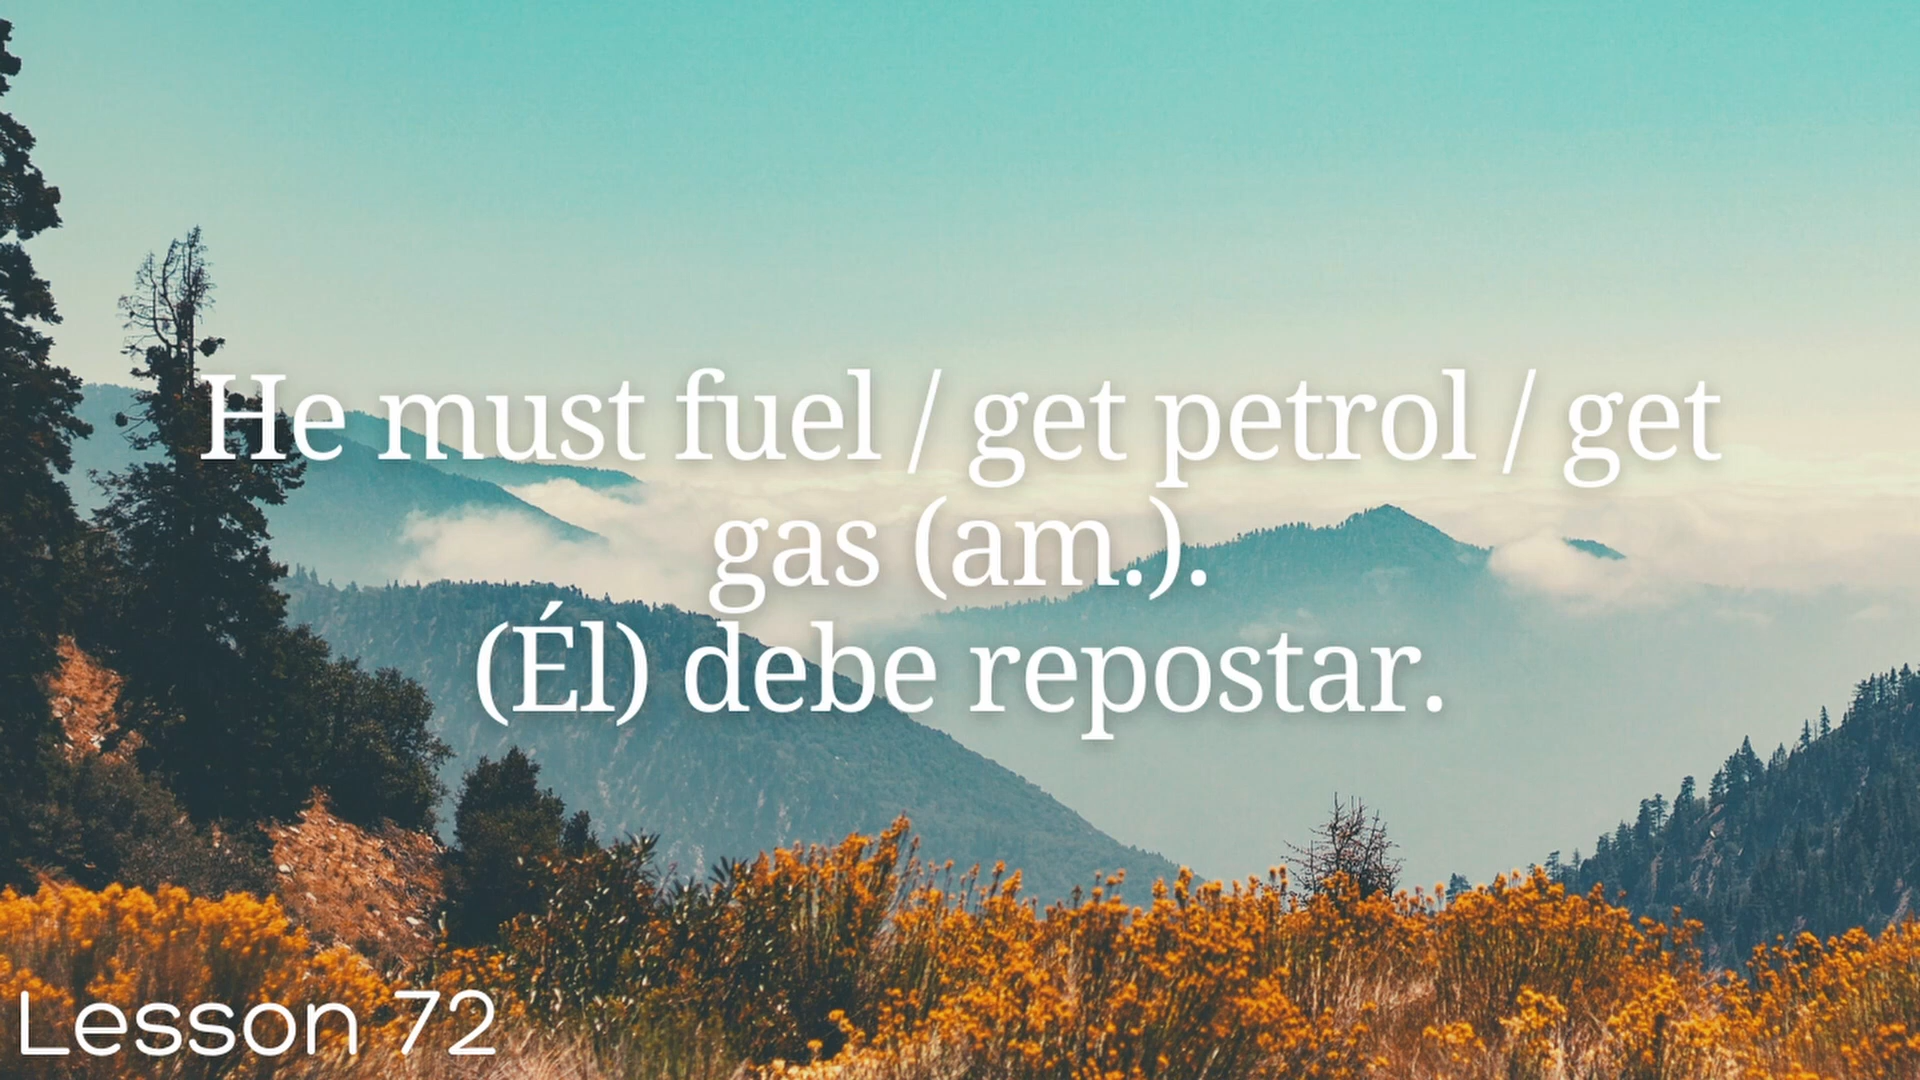 He must fuel / get petrol / get
gas (am.).
(Él) debe repostar.
Lesson 72